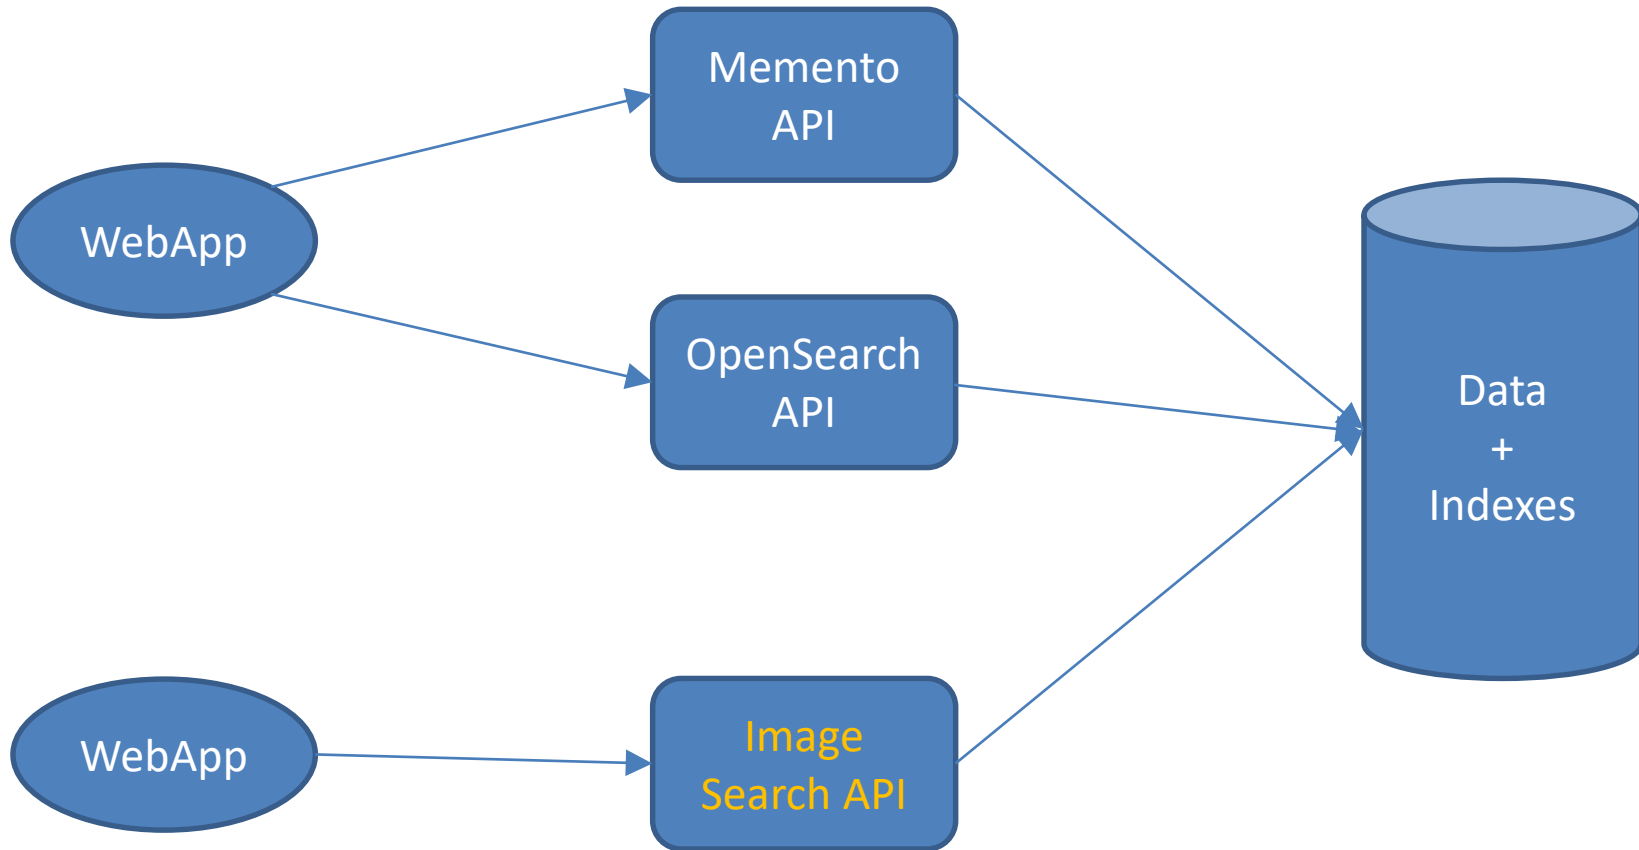 Memento
API
WebApp
OpenSearch
API
Data
+
Indexes
WebApp
Image
Search API